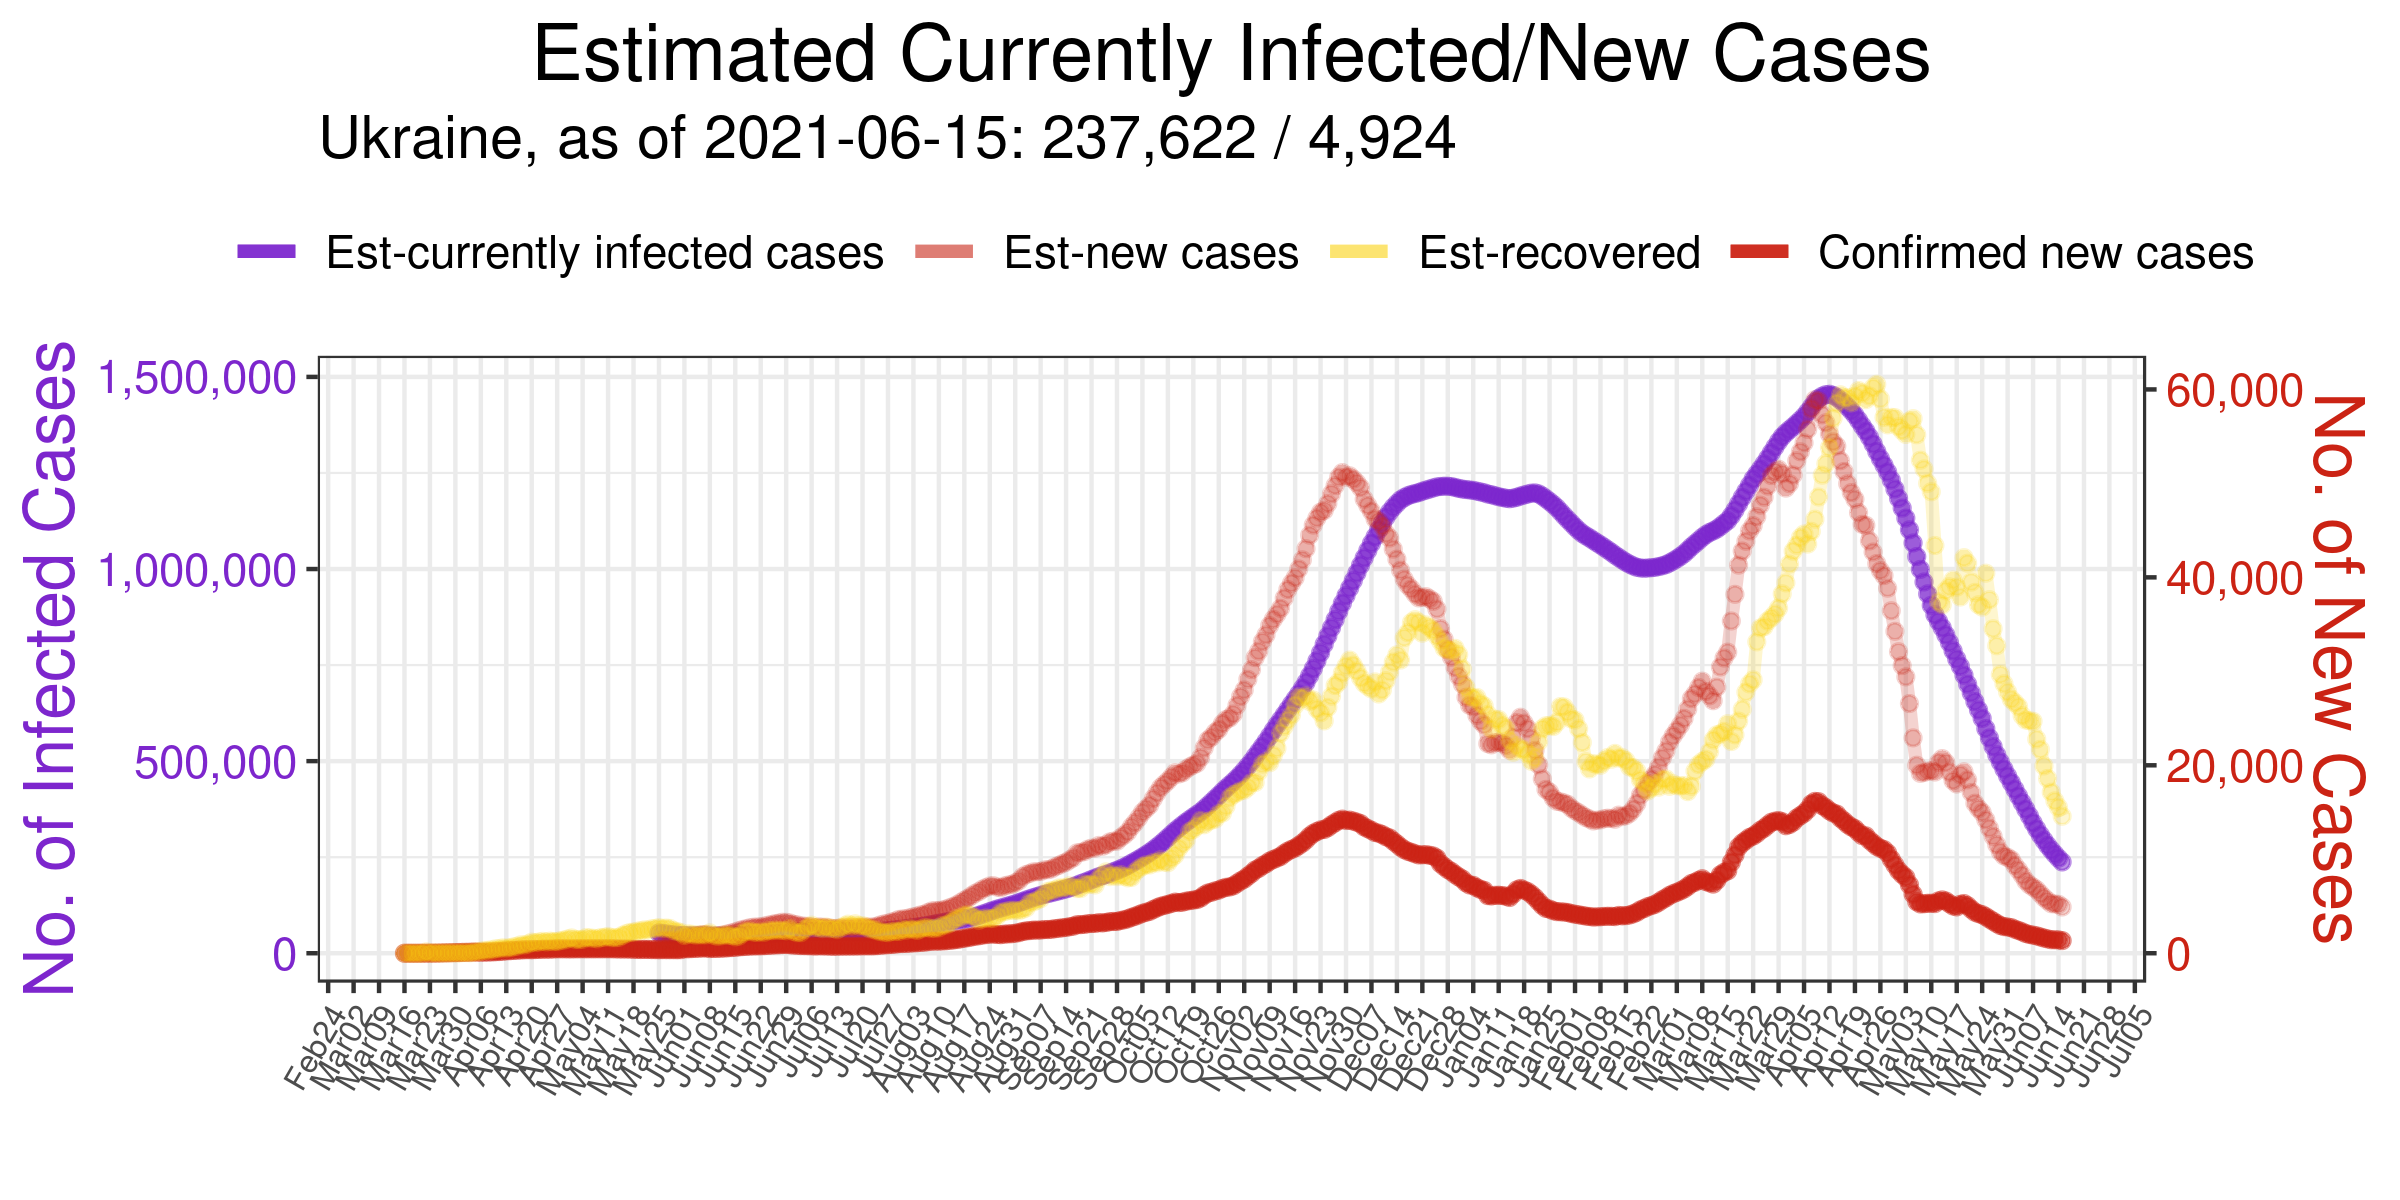 Estimated Currently Infected/New Cases
Ukraine, as of 2021-06-15: 237,622 / 4,924
Est-currently infected cases Est-new cases Est-recovered Confirmed new cases
No. of Infected Cases
1,500,000
1,000,000
500,000
0
60,000
40,000
20,000
0
No. of New Cases
Feb24 Mar02 Mar09 Mar16 Mar23 Mar30 Apr06 Apr13 Apr20 Apr27 May04 May11 May18 May25 Jun01 Jun08 Jun15 Jun22 Jun29 Jul06 Jul13 Jul20 Jul27 Aug03 Aug10 Aug17 Aug24 Aug31 Sep07 Sep14 Sep21 Sep28 Oct05 Oct12 Oct19 Oct26 Nov02 Nov09 Nov16 Nov23 Nov30 Dec07 Dec14 Dec21 Dec28 Jan04 Jan11 Jan18 Jan25 Feb01 Feb08 Feb15 Feb22 Mar01 Mar08 Mar15 Mar22 Mar29 Apr05 Apr12 Apr19 Apr26 May03 May10 May17 May24 May31 Jun07 Jun14 Jun21 Jun28 Jul05